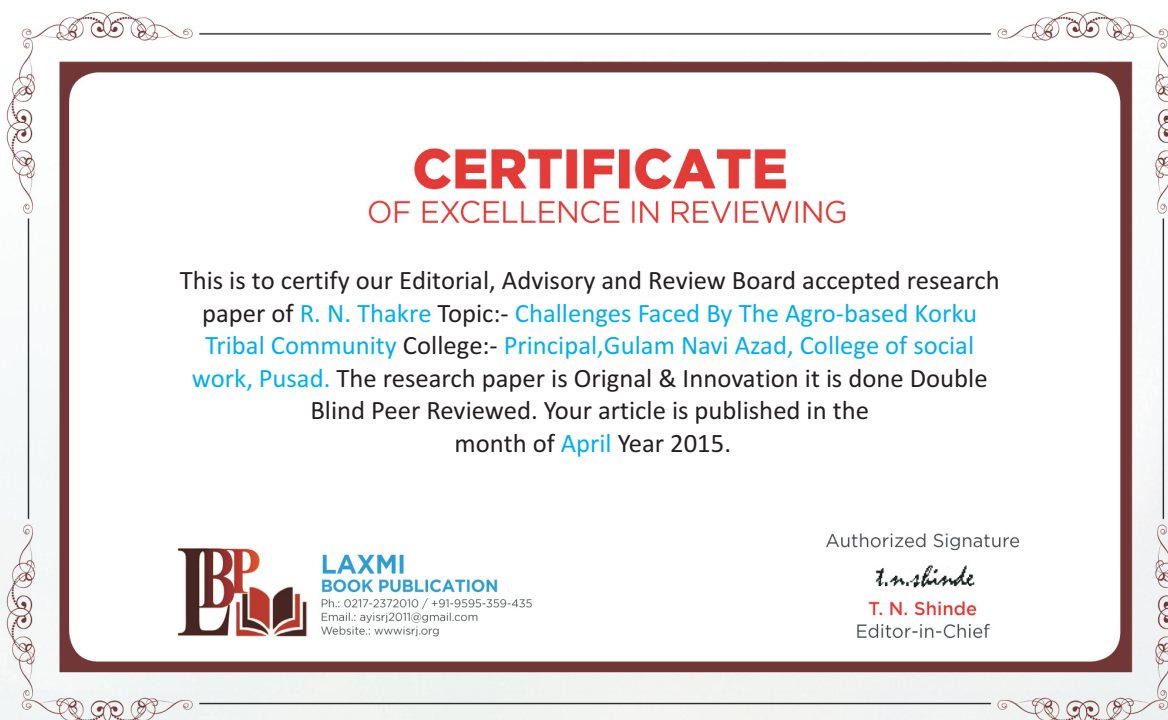 CERTIFICATE
OF EXCELLENCE IN REVIEWING
This is to certify our Editorial, Advisory and Review Board accepted research
paper of R. N. Thakre Topic:- Challenges Faced By The Agro-based Korku
Tribal Community College:- Principal,Gulam Navi Azad, College of social
work, Pusad. The research paper is Orignal & Innovation it is done Double
Blind Peer Reviewed. Your article is published in the
month of April Year 2015.
LBP
LAXMI
BOOK PUBLICATION
Ph.: 0217-2372010 / +91-9595-359-435
Email.: ayisrj2011@gmail.com
Website.: wwwisrj.org
Authorized Signature
t.n.shinde
T. N. Shinde
Editor-in-Chief